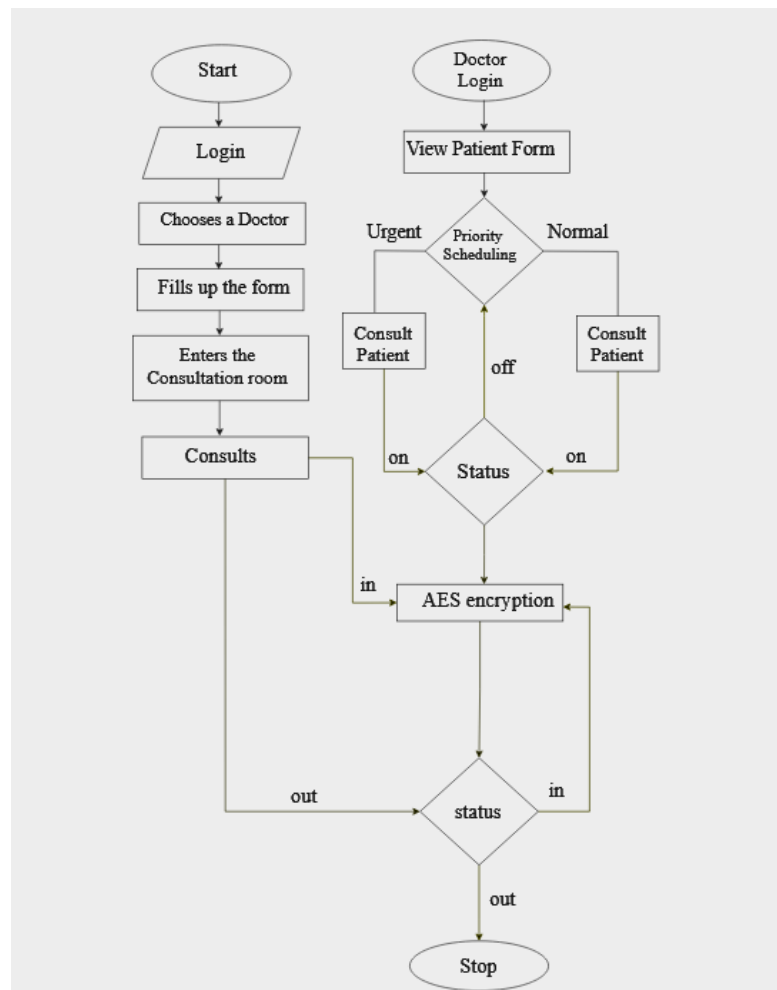 Start
Login
Chooses a Doctor
Fills up the form
Enters the
Consultation room
Consults
in
out
Doctor
Login
View Patient Form
Urgent
Priority
Scheduling
Normal
Consult
Patient
Consult
Patient
off
on
Status
on
AES encryption
status
in
out
Stop